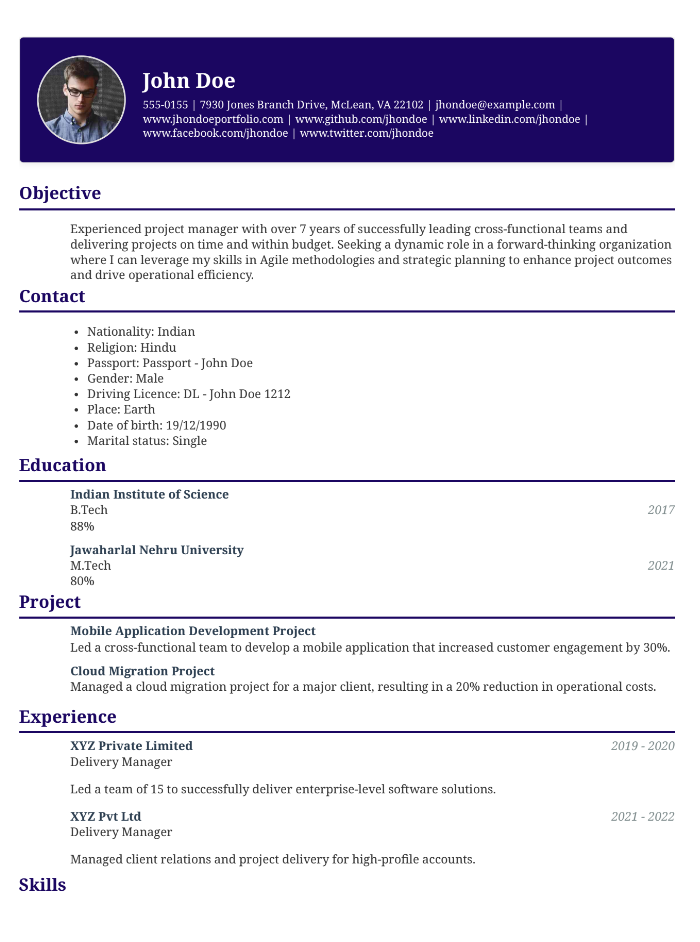 John Doe
555-0155 | 7930 Jones Branch Drive, McLean, VA 22102 | jhondoe@example.com |
www.jhondoeportfolio.com | www.github.com/jhondoe | www.linkedin.com/jhondoe |
www.facebook.com/jhondoe | www.twitter.com/jhondoe
Objective
Experienced project manager with over 7 years of successfully leading cross-functional teams and
delivering projects on time and within budget. Seeking a dynamic role in a forward-thinking organization
where I can leverage my skills in Agile methodologies and strategic planning to enhance project outcomes
and drive operational efficiency.
Contact
• Nationality: Indian
• Religion: Hindu
• Passport: Passport - John Doe
• Gender: Male
• Driving Licence: DL - John Doe 1212
• Place: Earth
• Date of birth: 19/12/1990
• Marital status: Single
Education
Indian Institute of Science
B.Tech 2017
88%
Jawaharlal Nehru University
M.Tech 2021
80%
Project
Mobile Application Development Project
Led a cross-functional team to develop a mobile application that increased customer engagement by 30%.
Cloud Migration Project
Managed a cloud migration project for a major client, resulting in a 20% reduction in operational costs.
Experience
XYZ Private Limited 2019 - 2020
Delivery Manager
Led a team of 15 to successfully deliver enterprise-level software solutions.
XYZ Pvt Ltd 2021 - 2022
Delivery Manager
Managed client relations and project delivery for high-profile accounts.
Skills